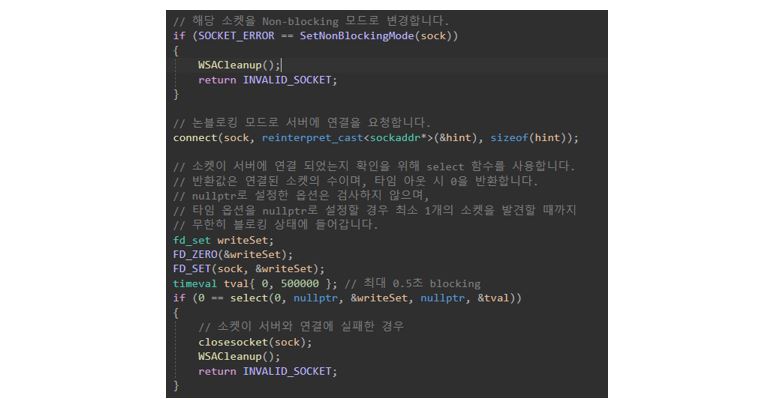 // 해당 소켓을 Non-blocking 모드로 변경합니다.
if (SOCKET_ERROR == SetNonBlockingMode(sock))
{
WSACleanup();
return INVALID_SOCKET;
}
// 논블로킹 모드로 서버에 연결을 요청합니다.
connect(sock, reinterpret_cast<sockaddr*>(&hint), sizeof(hint));
// 소켓이 서버에 연결 되었는지 확인을 위해 select 함수를 사용합니다.
// 반환값은 연결된 소켓의 수이며, 타임 아웃 시 0을 반환합니다.
// nullptr로 설정한 옵션은 검사하지 않으며,
// 타임 옵션을 nullptr로 설정할 경우 최소 1개의 소켓을 발견할 때까지
// 무한히 블로킹 상태에 들어갑니다.
fd_set writeSet;
FD_ZERO(&writeSet);
FD_SET(sock, &writeSet);
timeval tval{ 0, 500000 }; // 최대 0.5초 blocking
if (0 == select(0, nullptr, &writeSet, nullptr, &tval))
{
// 소켓이 서버와 연결에 실패한 경우
closesocket(sock);
WSACleanup();
return INVALID_SOCKET;
}